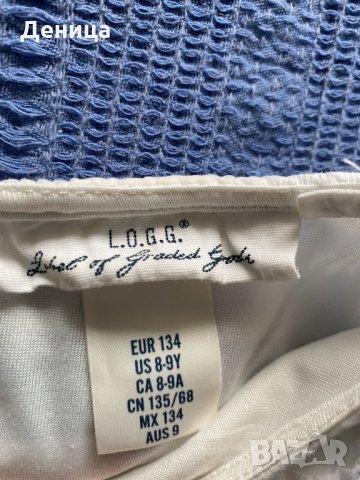 Деница
L.O.G.G.®
Label of Graded Goods
EUR 134
US 8-9Y
CA 8-9A
CN 135/68
MX 134
AUS 9
BAZAR